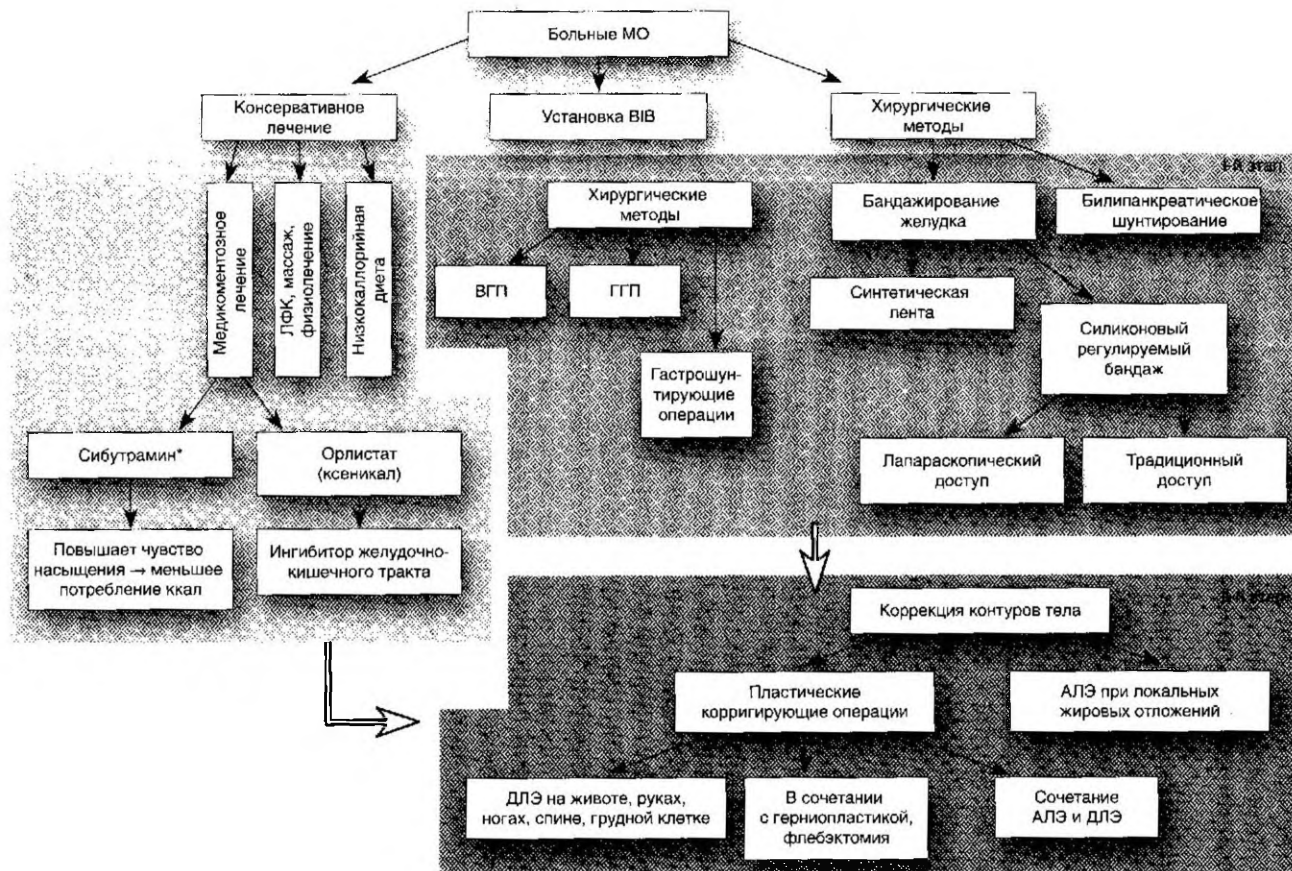 Больные МО
Консервативное
лечение
Установка BIB
Хирургические
методы
I-й этап
Медикоментозное
лечение
ЛФК, массаж,
физиолечение
Низкокаллорийная
диета
Хирургические
методы
Бандажирование
желудка
Билипанкреатическое
шунтирование
ВГП
ГГП
Синтетическая
лента
Гастрошун-
тирующие
операции
Силиконовый
регулируемый
бандаж
Сибутрамин*
Орлистат
(ксеникал)
Лапараскопический
доступ
Традиционный
доступ
Повышает чувство
насыщения → меньшее
потребление ккал
Ингибитор желудочно-
кишечного тракта
Коррекция контуров тела
Пластические
корригирующие операции
АЛЭ при локальных
жировых отложений
ДЛЭ на животе, руках,
ногах, спине, грудной клетке
В сочетании
с герниопластикой,
флебэктомия
Сочетание
АЛЭ и ДЛЭ